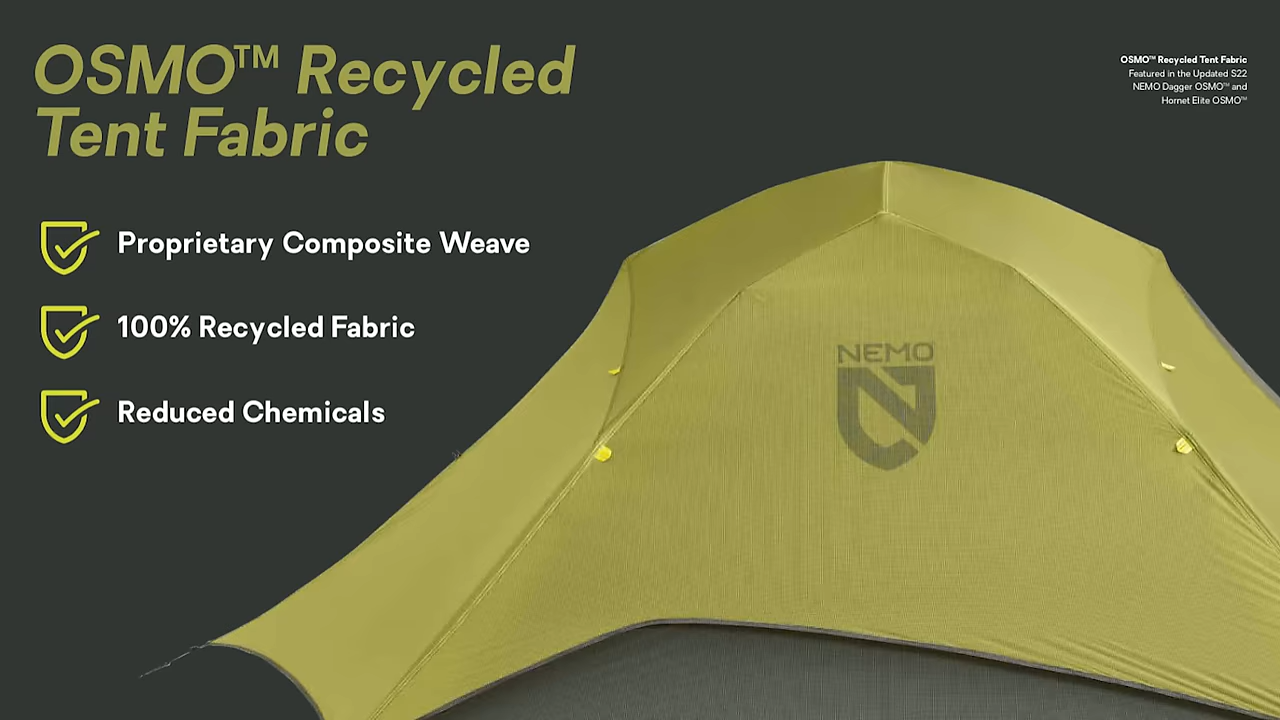 OSMO™ Recycled
Tent Fabric
OSMO™ Recycled Tent Fabric
Featured in the Updated S22
NEMO Dagger OSMO™ and
Hornet Elite OSMO™
Proprietary Composite Weave
100% Recycled Fabric
Reduced Chemicals
NEMO